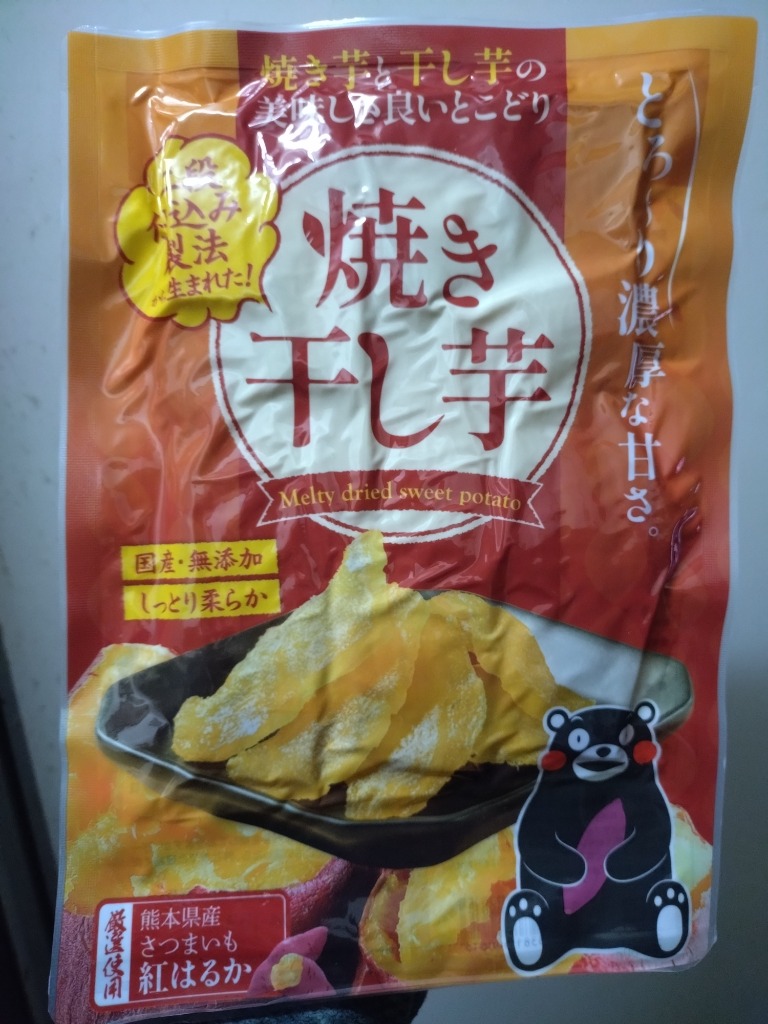 焼き芋と干し芋の
美味しさ良いとこどり
とろ〜り濃厚な甘さ。
段
仕込み
製法
生まれた!
焼き
干し芋
Melty dried sweet potato
国産・無添加
しっとり柔らか
厳選使用
熊本県産
さつまいも
紅はるか